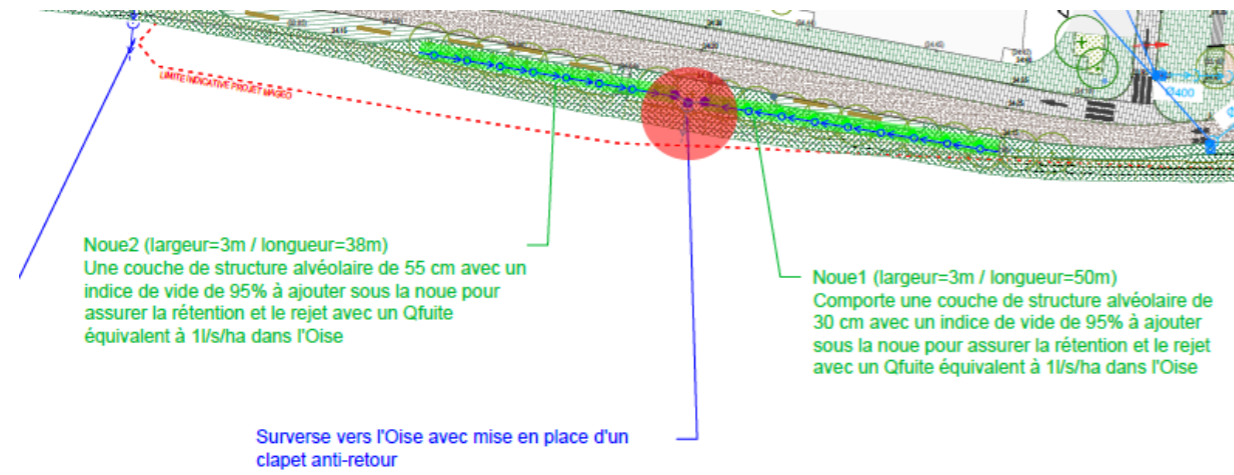 LIMITE INDICATIVE PROJET MAGEO
Ø400
Noue2 (largeur=3m / longueur=38m)
Une couche de structure alvéolaire de 55 cm avec un
indice de vide de 95% à ajouter sous la noue pour
assurer la rétention et le rejet avec un Qfuite
équivalent à 1l/s/ha dans l'Oise
Noue1 (largeur=3m / longueur=50m)
Comporte une couche de structure alvéolaire de
30 cm avec un indice de vide de 95% à ajouter
sous la noue pour assurer la rétention et le rejet
avec un Qfuite équivalent à 1l/s/ha dans l'Oise
Surverse vers l'Oise avec mise en place d'un
clapet anti-retour